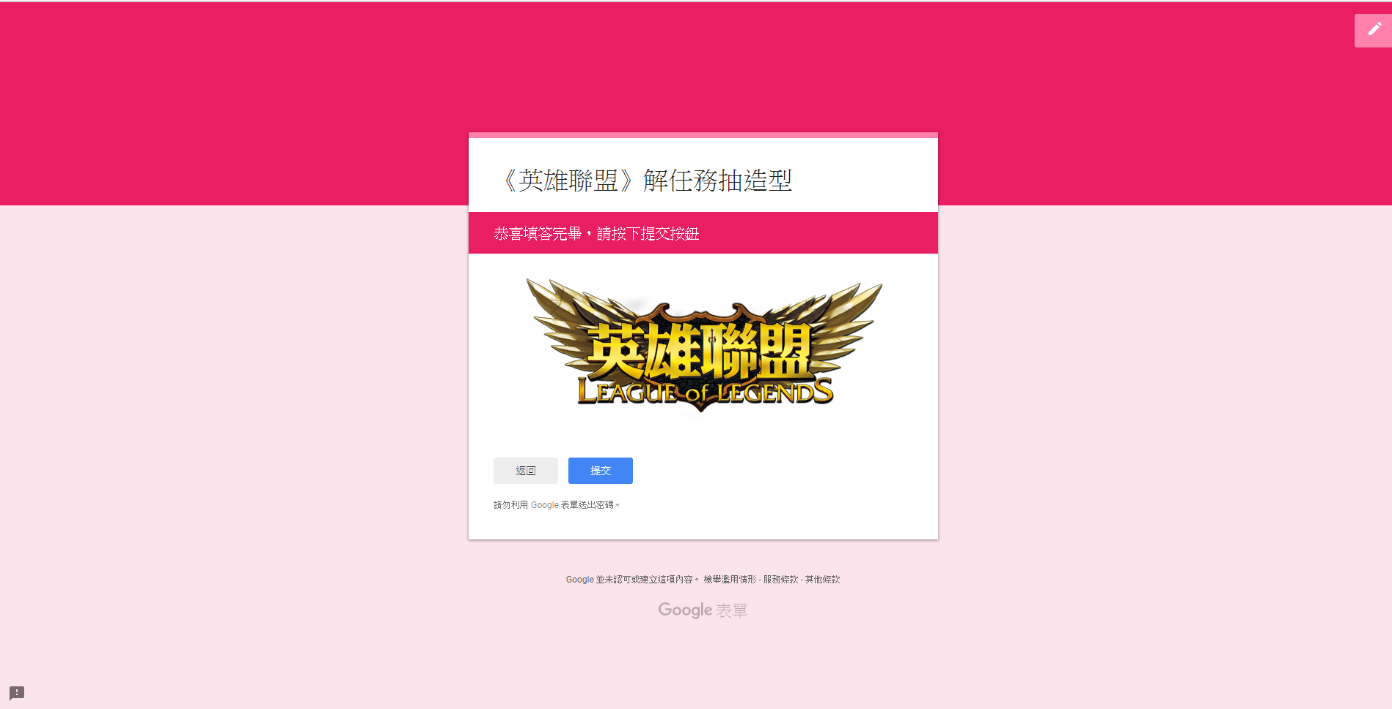 《英雄聯盟》解任務抽造型
恭喜填答完畢，請按下提交按鈕
英雄聯盟
LEAGUE of LEGENDS
返回
提交
請勿利用 Google 表單送出密碼。
Google 並未認可或建立這項內容。 檢舉濫用情形 - 服務條款 - 其他條款
Google 表單